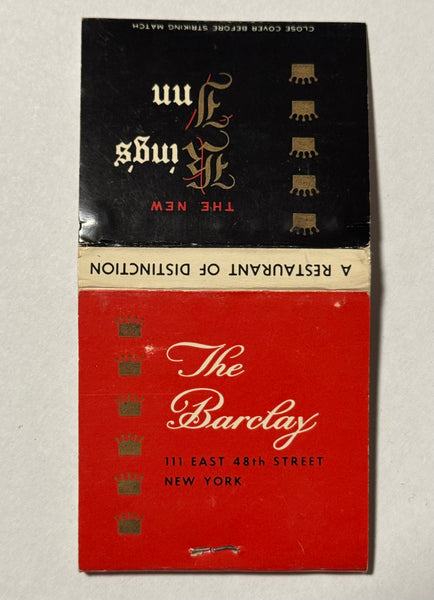 CLOSE COVER BEFORE STRIKING MATCH
THE NEW
King's
Inn
A RESTAURANT OF DISTINCTION
The
Barclay
111 EAST 48th STREET
NEW YORK